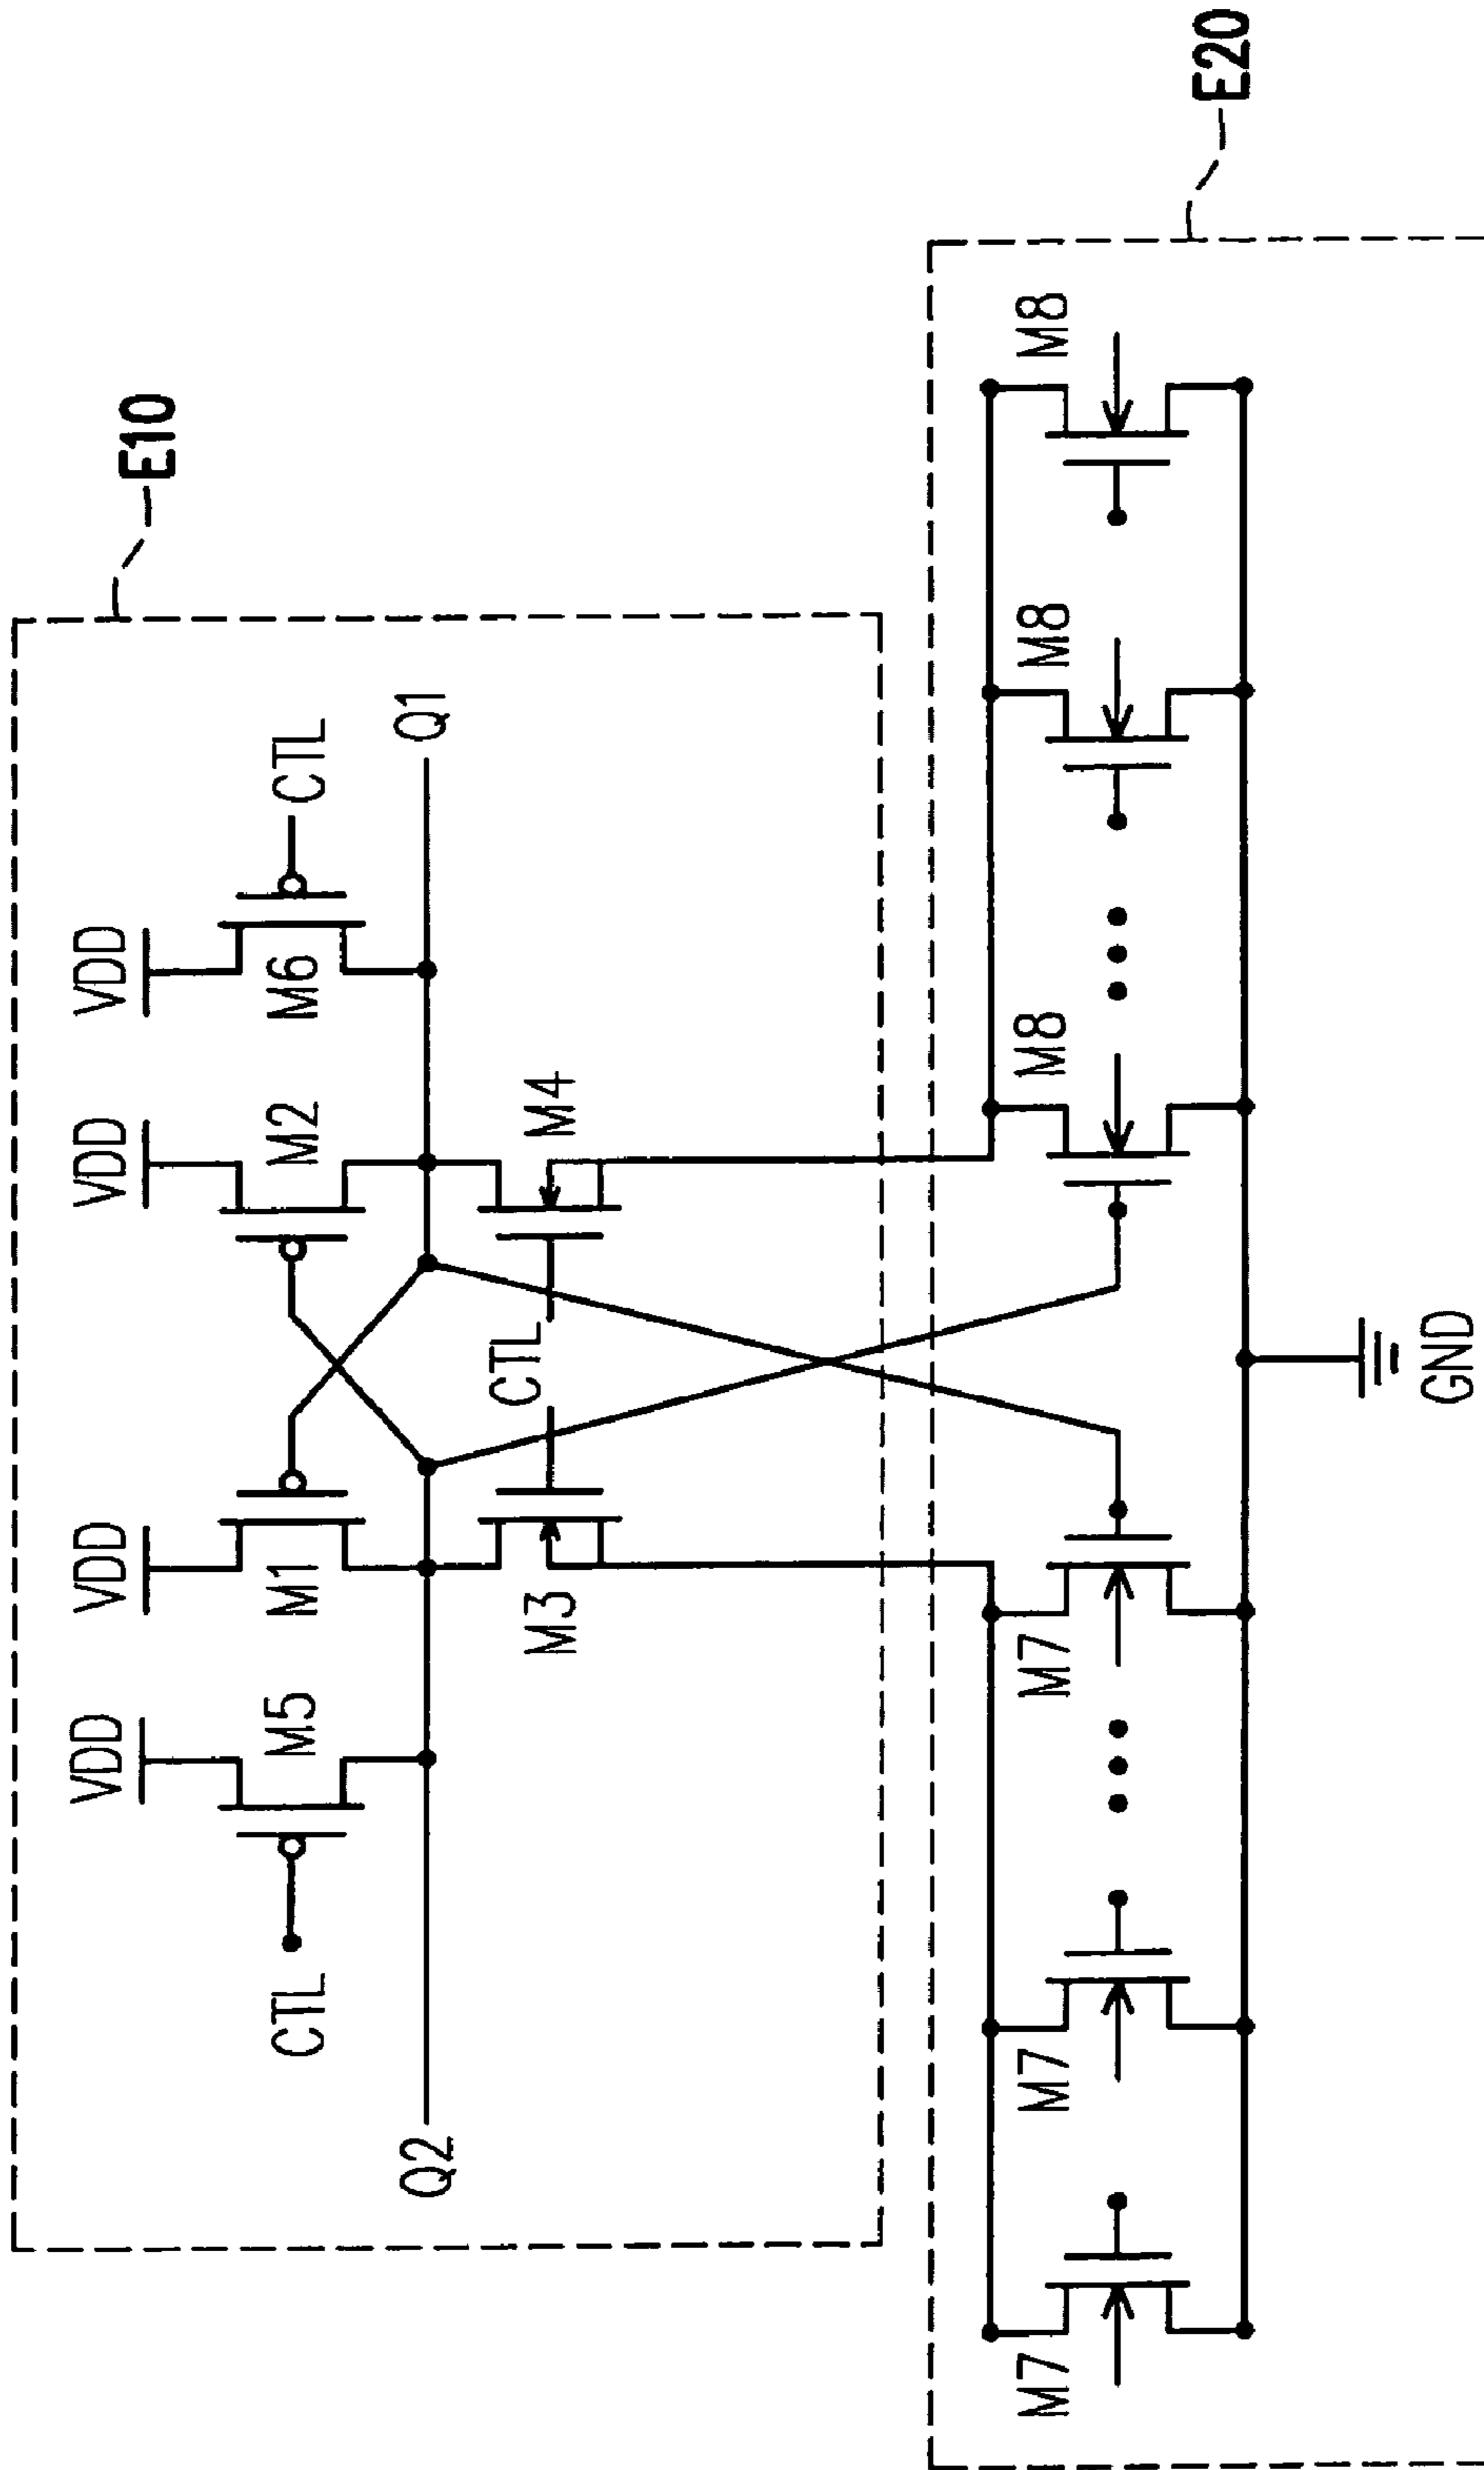 VDD VDD VDD VDD
E10
CTL M5 M1 M2 M6 CTL
Q2 Q1
M3 CTL M4
M7 M7 M7 M8 M8 M8
E20
GND